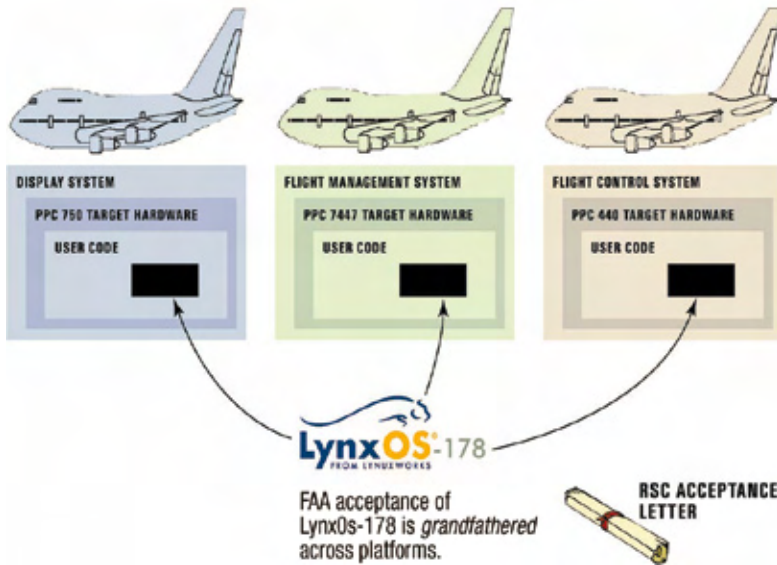 DISPLAY SYSTEM
PPC 750 TARGET HARDWARE
USER CODE
FLIGHT MANAGEMENT SYSTEM
PPC 7447 TARGET HARDWARE
USER CODE
FLIGHT CONTROL SYSTEM
PPC 440 TARGET HARDWARE
USER CODE
LynxOS®-178
FROM LYNUXWORKS
FAA acceptance of
LynxOs-178 is grandfathered
across platforms.
RSC ACCEPTANCE
LETTER